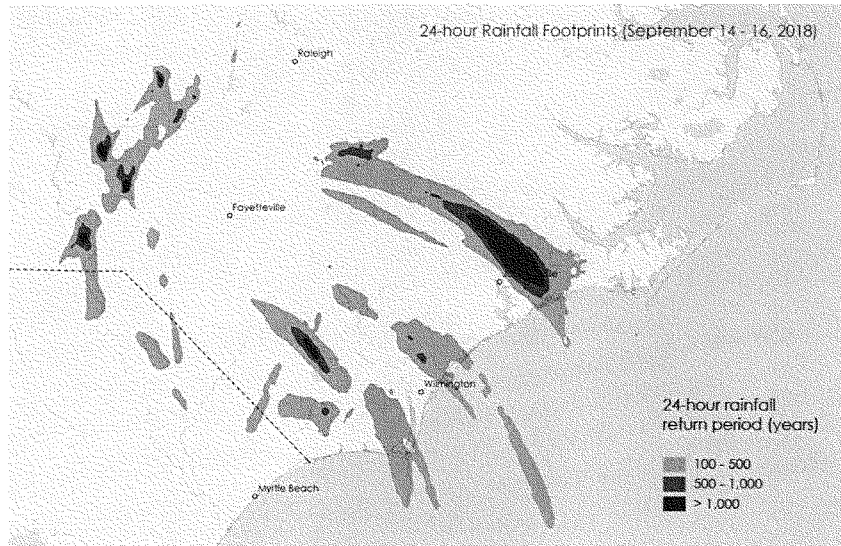 24-hour Rainfall Footprints (September 14 - 16, 2018)
Raleigh
Fayetteville
Wilmington
Myrtle Beach
24-hour rainfall
return period (years)
100 - 500
500 - 1,000
> 1,000